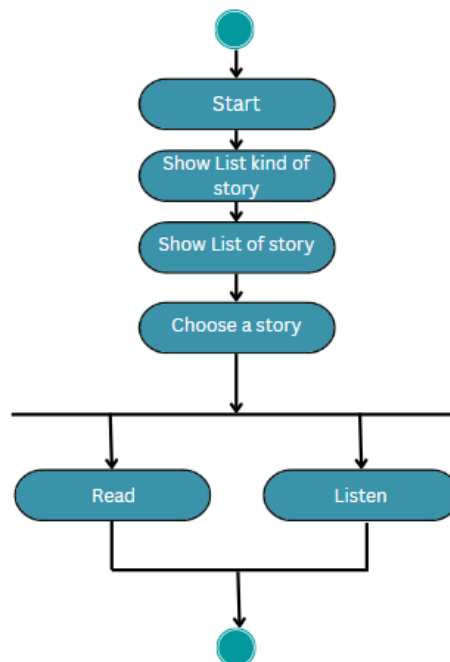 Start
Show List kind of
story
Show List of story
Choose a story
Read
Listen